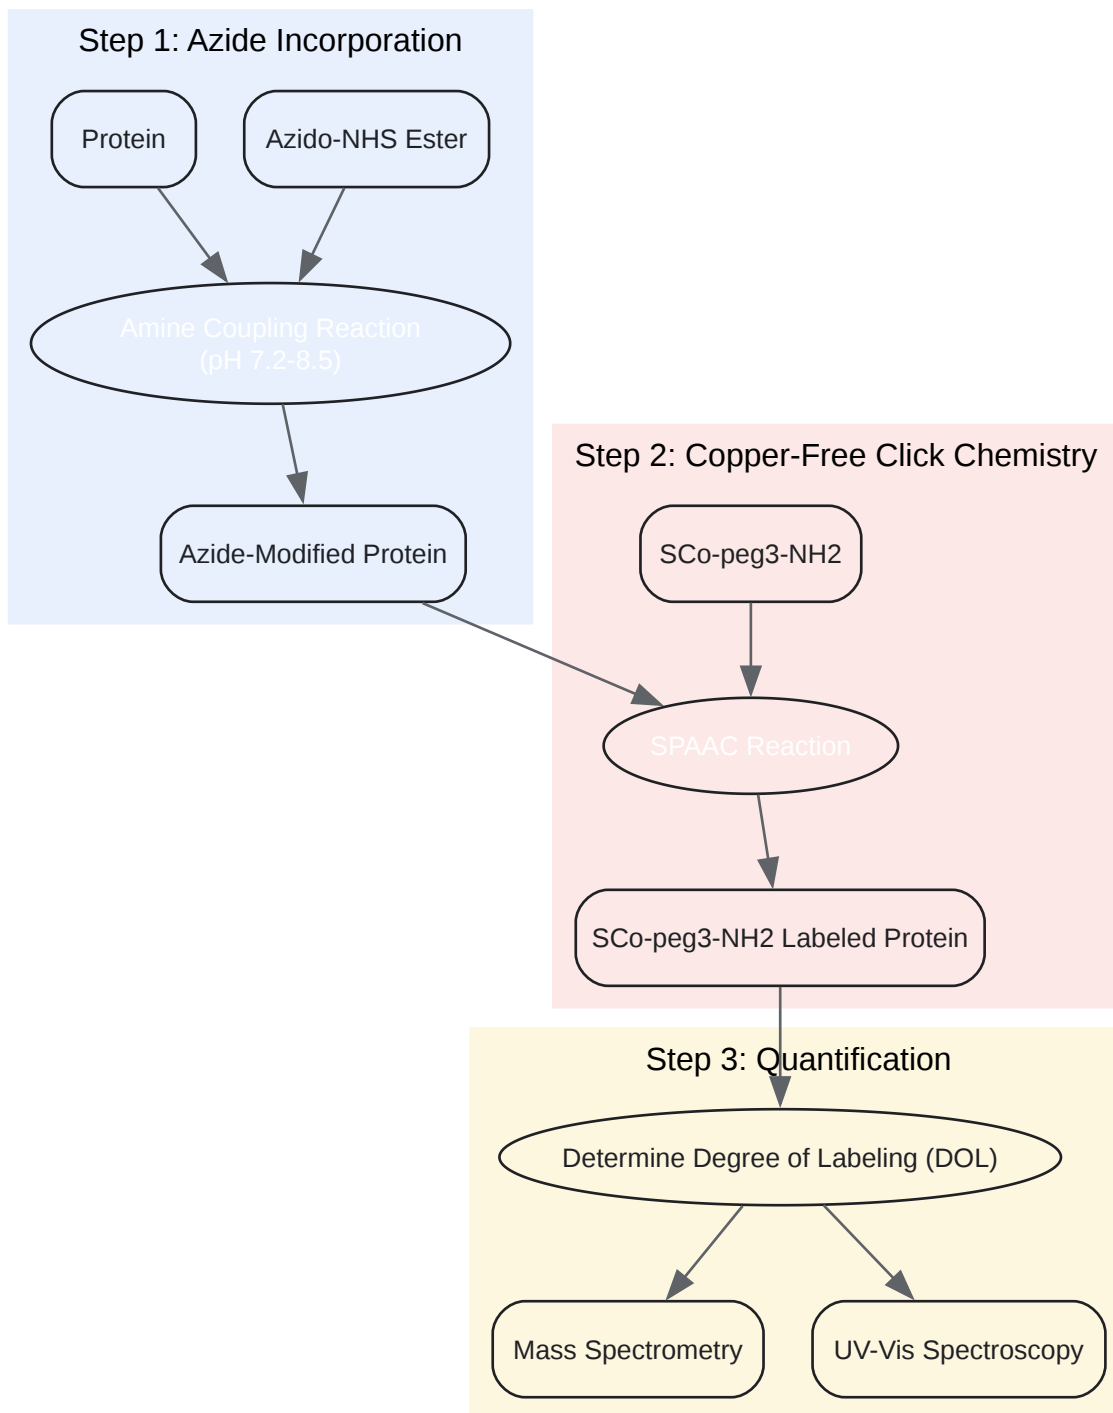 Step 1: Azide Incorporation
Protein
Azido-NHS Ester
Amine Coupling Reaction
(pH 7.2-8.5)
Azide-Modified Protein
Step 2: Copper-Free Click Chemistry
SCo-peg3-NH2
SPAAC Reaction
SCo-peg3-NH2 Labeled Protein
Step 3: Quantification
Determine Degree of Labeling (DOL)
Mass Spectrometry
UV-Vis Spectroscopy